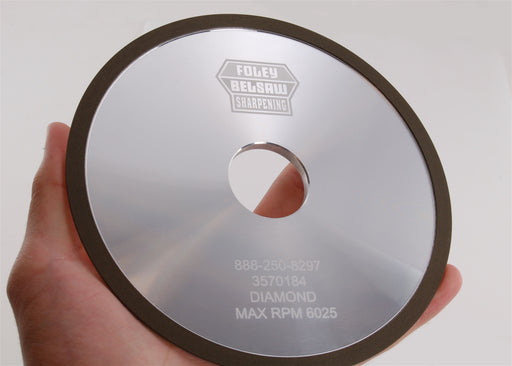 FOLEY
BELSAW
SHARPENING
888-250-8297
3570184
DIAMOND
MAX RPM 6025